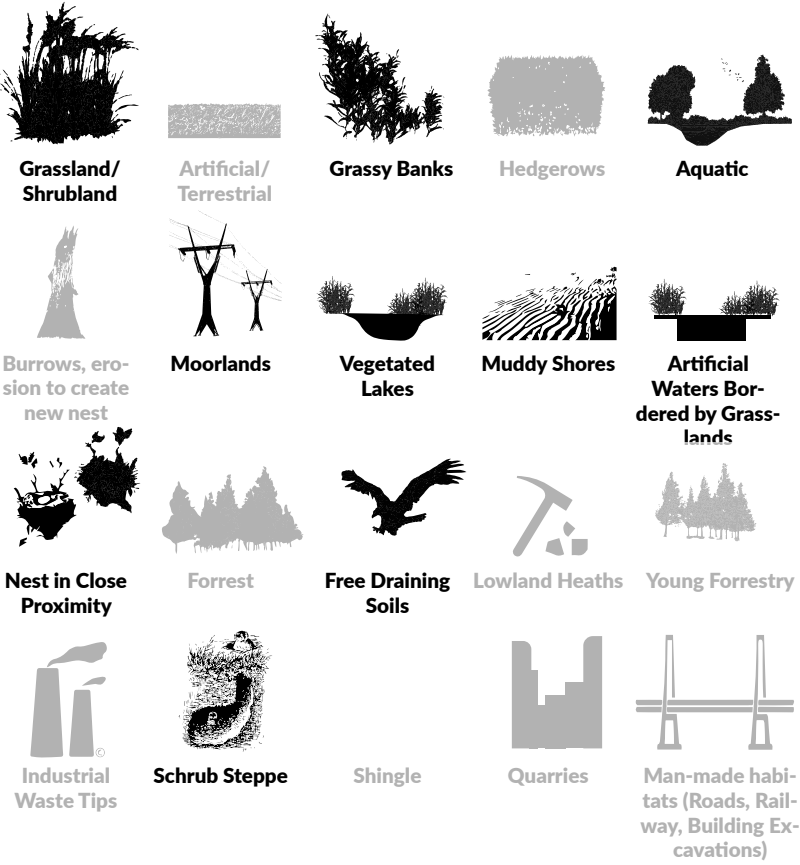 Grassland/
Shrubland
Artificial/
Terrestrial
Grassy Banks
Hedgerows
Aquatic
Burrows, ero-
sion to create
new nest
Moorlands
Vegetated
Lakes
Muddy Shores
Artificial
Waters Bor-
dered by Grass-
lands
Nest in Close
Proximity
Forrest
Free Draining
Soils
Lowland Heaths
Young Forrestry
©
Industrial
Waste Tips
Schrub Steppe
Shingle
Quarries
Man-made habi-
tats (Roads, Rail-
way, Building Ex-
cavations)